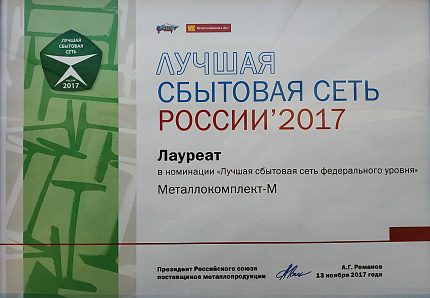 ЛУЧШАЯ
СБЫТОВАЯ
СЕТЬ
РОССИИ
2017
ЛУЧШАЯ
СБЫТОВАЯ СЕТЬ
РОССИИ'2017
Лауреат
в номинации «Лучшая сбытовая сеть федерального уровня»
Металлокомплект-М
Президент Российского союза
поставщиков металлопродукции
А.Г. Романов
13 ноября 2017 года